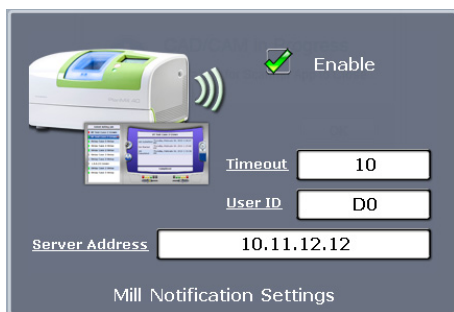 Enable
Timeout 10
User ID D0
Server Address 10.11.12.12
Mill Notification Settings